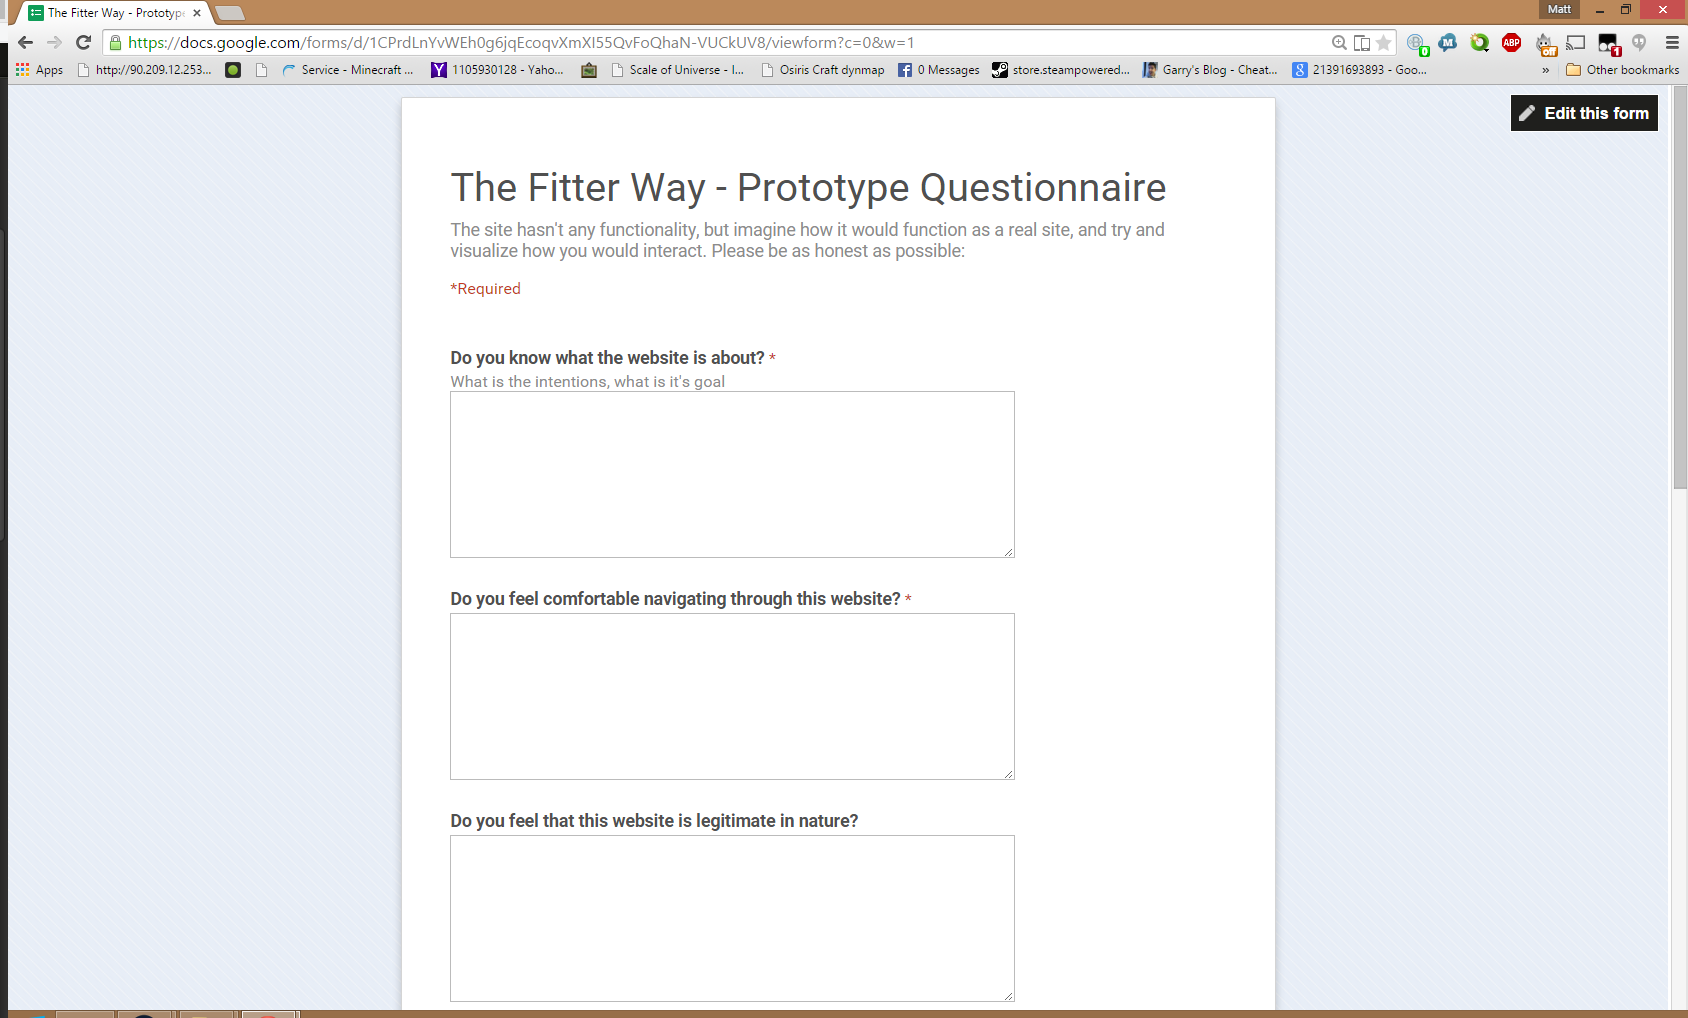 The Fitter Way - Prototype
Matt
https://docs.google.com/forms/d/1CPrdLnYvWEh0g6jqEcoqvXmXI55QvFoQhaN-VUCkUV8/viewform?c=0&w=1
0
M
ABP
off
1
Apps
http://90.209.12.253...
Service - Minecraft ...
1105930128 - Yaho...
Scale of Universe - I...
Osiris Craft dynmap
0 Messages
store.steampowered...
Garry's Blog - Cheat...
21391693893 - Goo...
»
Other bookmarks
Edit this form
The Fitter Way - Prototype Questionnaire
The site hasn't any functionality, but imagine how it would function as a real site, and try and
visualize how you would interact. Please be as honest as possible:
*Required
Do you know what the website is about? *
What is the intentions, what is it's goal
Do you feel comfortable navigating through this website? *
Do you feel that this website is legitimate in nature?